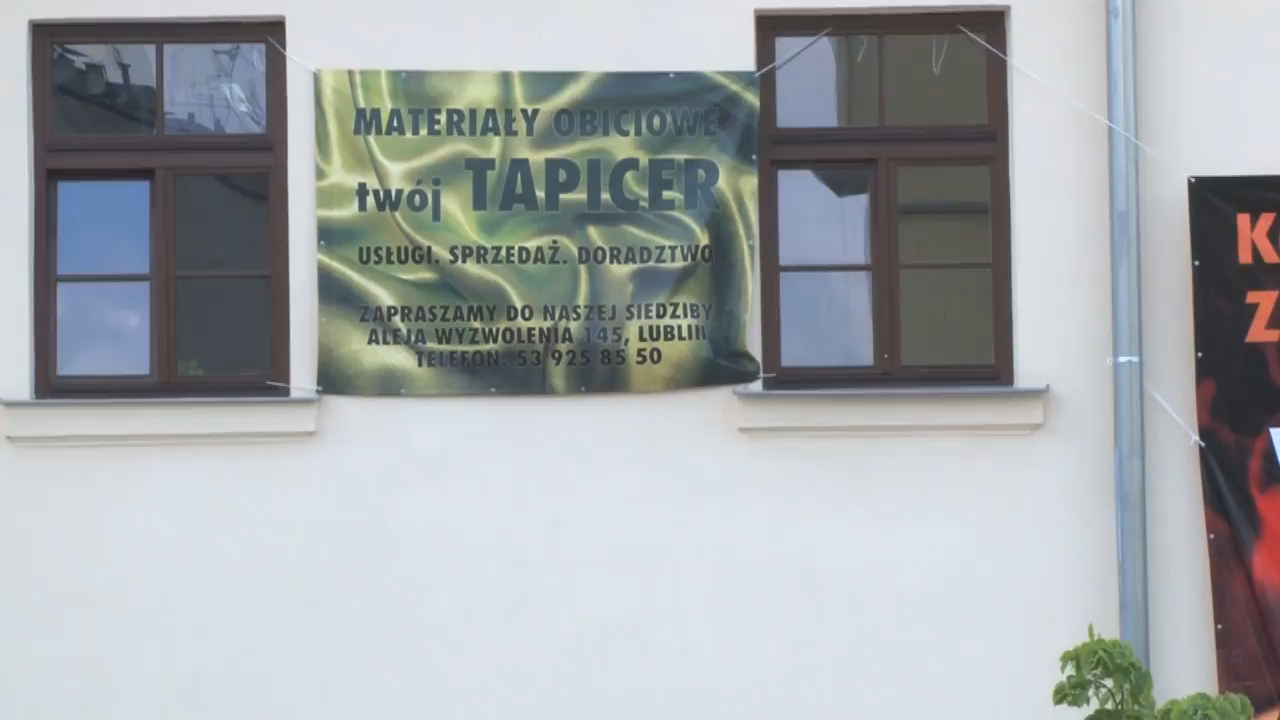 MATERIAŁY OBICIOWE
twój TAPICER
USŁUGI. SPRZEDAŻ. DORADZTWO
ZAPRASZAMY DO NASZEJ SIEDZIBY
ALEJA WYZWOLENIA 145, LUBLIN
TELEFON: 53 925 85 50